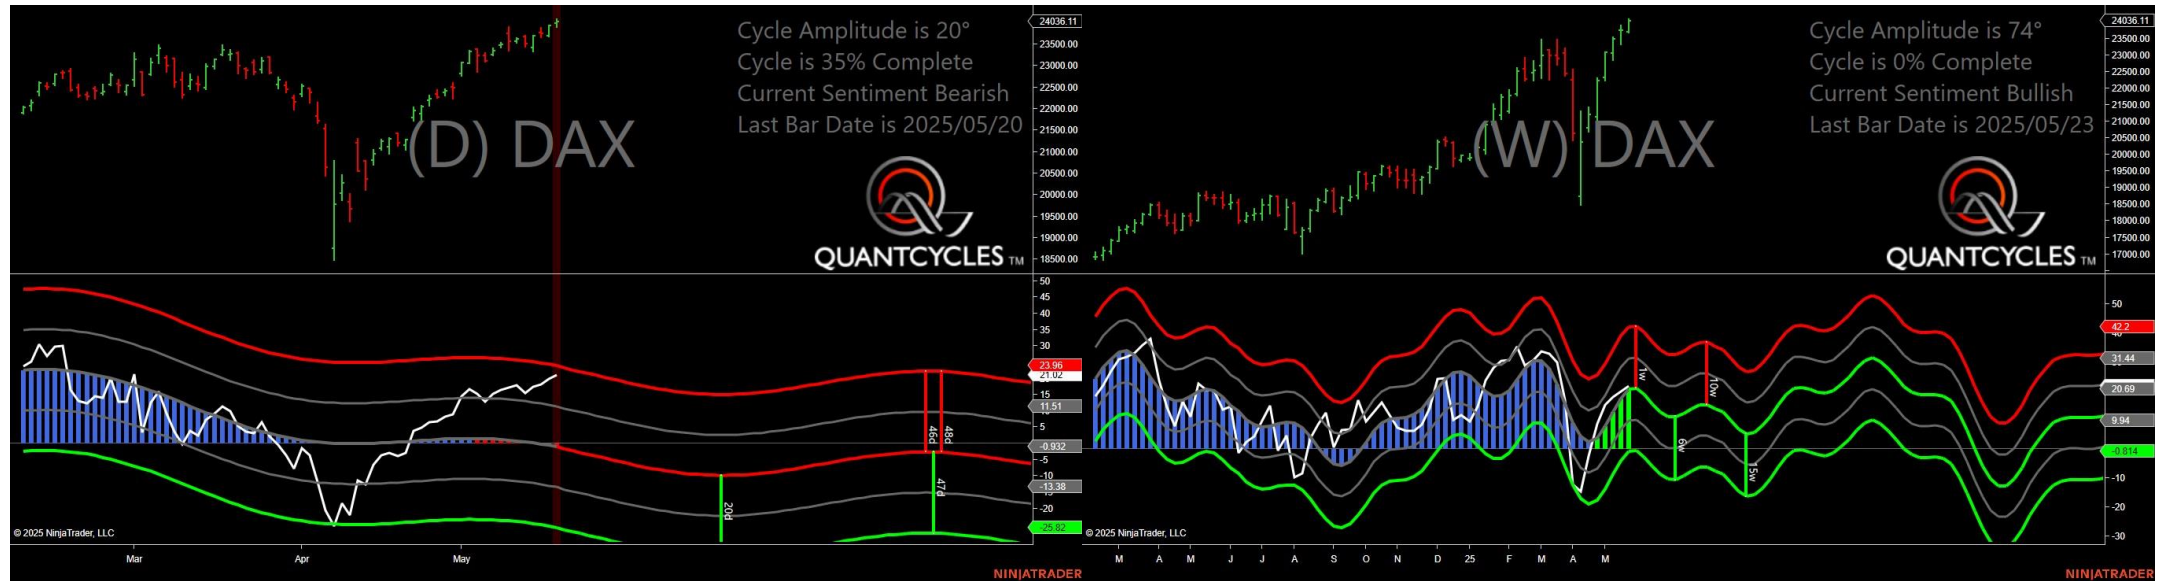 Cycle Amplitude is 20°
Cycle is 35% Complete
Current Sentiment Bearish
Last Bar Date is 2025/05/20
(D) DAX
QUANTCYCLES TM
24036.11
23500.00
23000.00
22500.00
22000.00
21500.00
21000.00
20500.00
20000.00
19500.00
19000.00
18500.00
50
45
40
35
30
23.96
21.02
15
11.51
5
-0.932
-5
-10
-13.38
-20
-25.82
20d
46d
48d
47d
© 2025 NinjaTrader, LLC
Mar
Apr
May
NINJATRADER
Cycle Amplitude is 74°
Cycle is 0% Complete
Current Sentiment Bullish
Last Bar Date is 2025/05/23
(W) DAX
QUANTCYCLES TM
24036.11
23500.00
23000.00
22500.00
22000.00
21500.00
21000.00
20500.00
20000.00
19500.00
19000.00
18500.00
18000.00
17500.00
17000.00
50
42.2
31.44
20.69
9.94
-0.814
-10
-20
-30
1w
10w
6w
15w
© 2025 NinjaTrader, LLC
M A M J J A S O N D 25 F M A M
NINJATRADER